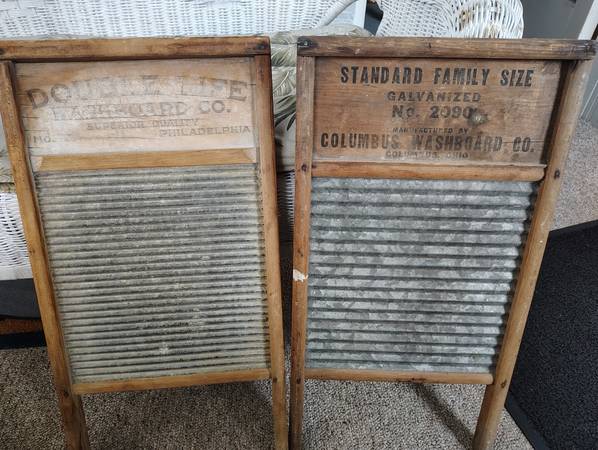 DOUBLE LIFE
WASHBOARD CO.
SUPERIOR QUALITY
No. PHILADELPHIA
STANDARD FAMILY SIZE
GALVANIZED
No. 2090
MANUFACTURED BY
COLUMBUS WASHBOARD CO.
COLUMBUS, OHIO